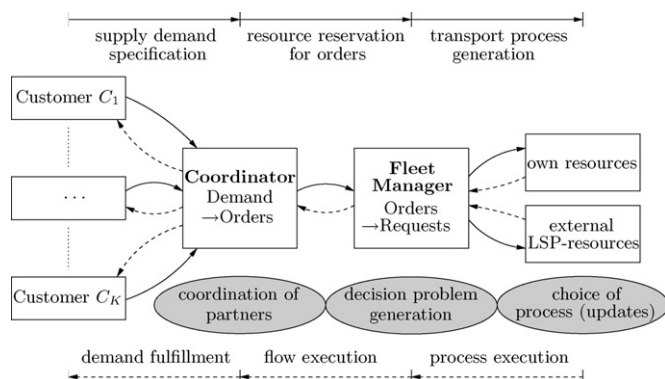 supply demand
specification
resource reservation
for orders
transport process
generation
Customer C₁
. . .
Customer C_K
Coordinator
Demand
→Orders
Fleet
Manager
Orders
→Requests
own resources
external
LSP-resources
coordination of
partners
decision problem
generation
choice of
process (updates)
demand fulfillment
flow execution
process execution